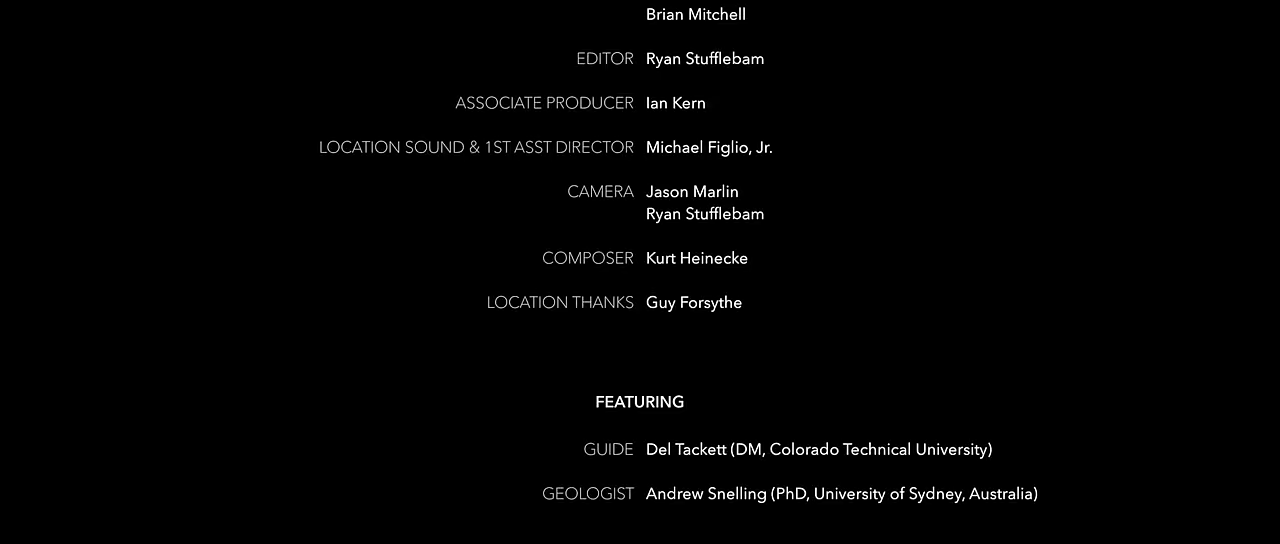 Brian Mitchell
EDITOR Ryan Stufflebam
ASSOCIATE PRODUCER Ian Kern
LOCATION SOUND & 1ST ASST DIRECTOR Michael Figlio, Jr.
CAMERA Jason Marlin
Ryan Stufflebam
COMPOSER Kurt Heinecke
LOCATION THANKS Guy Forsythe
FEATURING
GUIDE Del Tackett (DM, Colorado Technical University)
GEOLOGIST Andrew Snelling (PhD, University of Sydney, Australia)